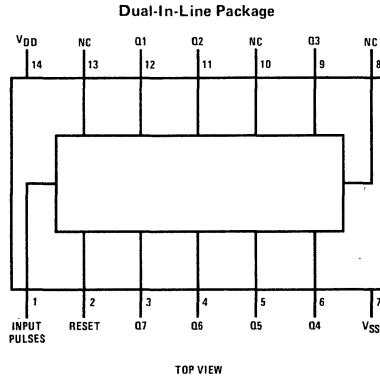 Dual-In-Line Package
VDD NC Q1 Q2 NC Q3 NC
14 13 12 11 10 9 8
1 2 3 4 5 6 7
INPUT PULSES RESET Q7 Q6 Q5 Q4 VSS
TOP VIEW